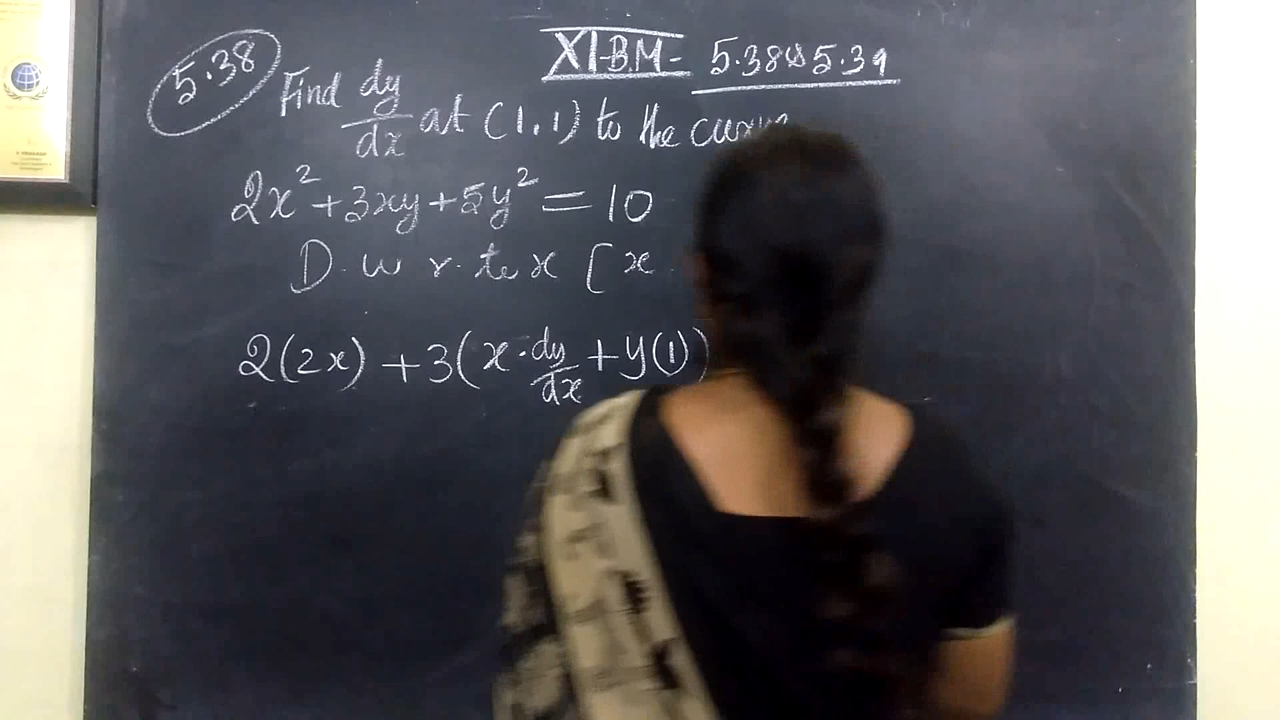 XI-B.M- 5.38 & 5.39
5.38 Find dy/dx at (1,1) to the curve
2x² + 3xy + 5y² = 10
D. w r. to x [x
2(2x) + 3(x·dy/dx + y(1))